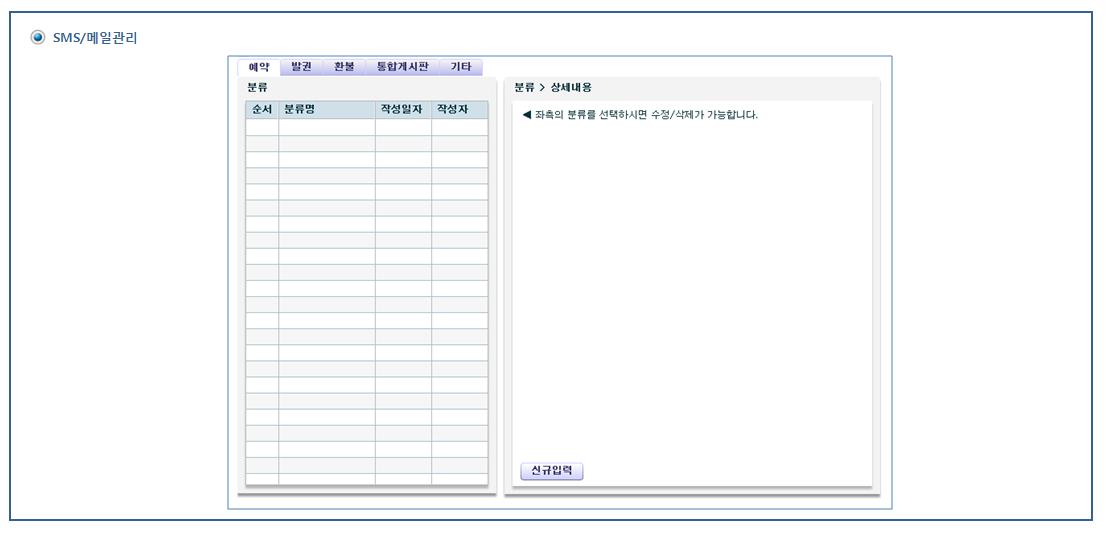 SMS/메일관리
예약 발권 환불 통합게시판 기타
분류
순서 분류명 작성일자 작성자
분류 > 상세내용
◀ 좌측의 분류를 선택하시면 수정/삭제가 가능합니다.
신규입력